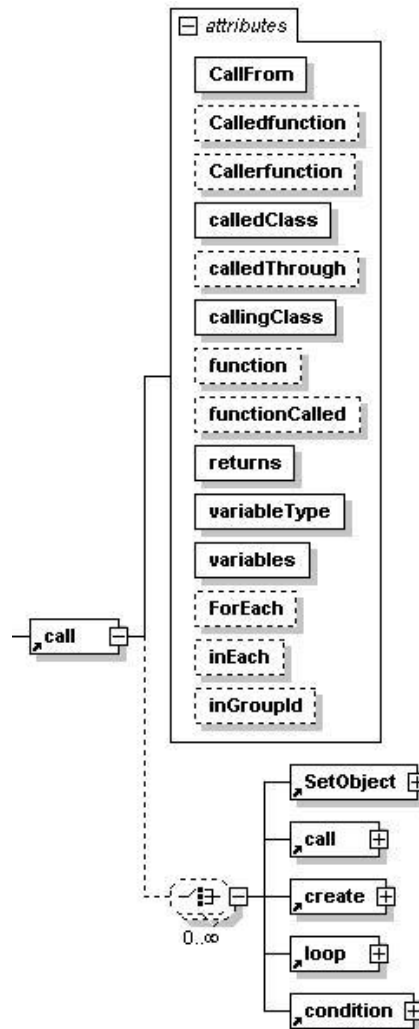 attributes
CallFrom
Calledfunction
Callerfunction
calledClass
calledThrough
callingClass
function
functionCalled
returns
variableType
variables
ForEach
inEach
inGroupId
call
SetObject
call
create
loop
condition
0..∞